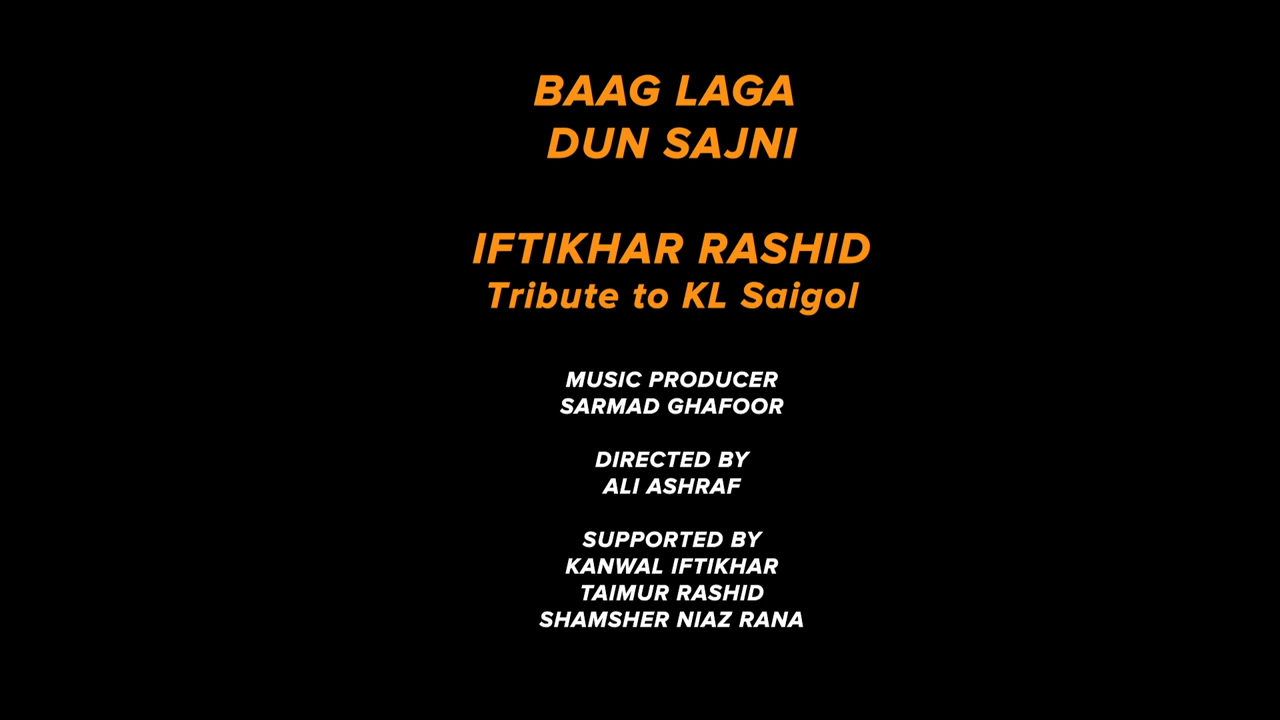 BAAG LAGA
DUN SAJNI
IFTIKHAR RASHID
Tribute to KL Saigol
MUSIC PRODUCER
SARMAD GHAFOOR
DIRECTED BY
ALI ASHRAF
SUPPORTED BY
KANWAL IFTIKHAR
TAIMUR RASHID
SHAMSHER NIAZ RANA